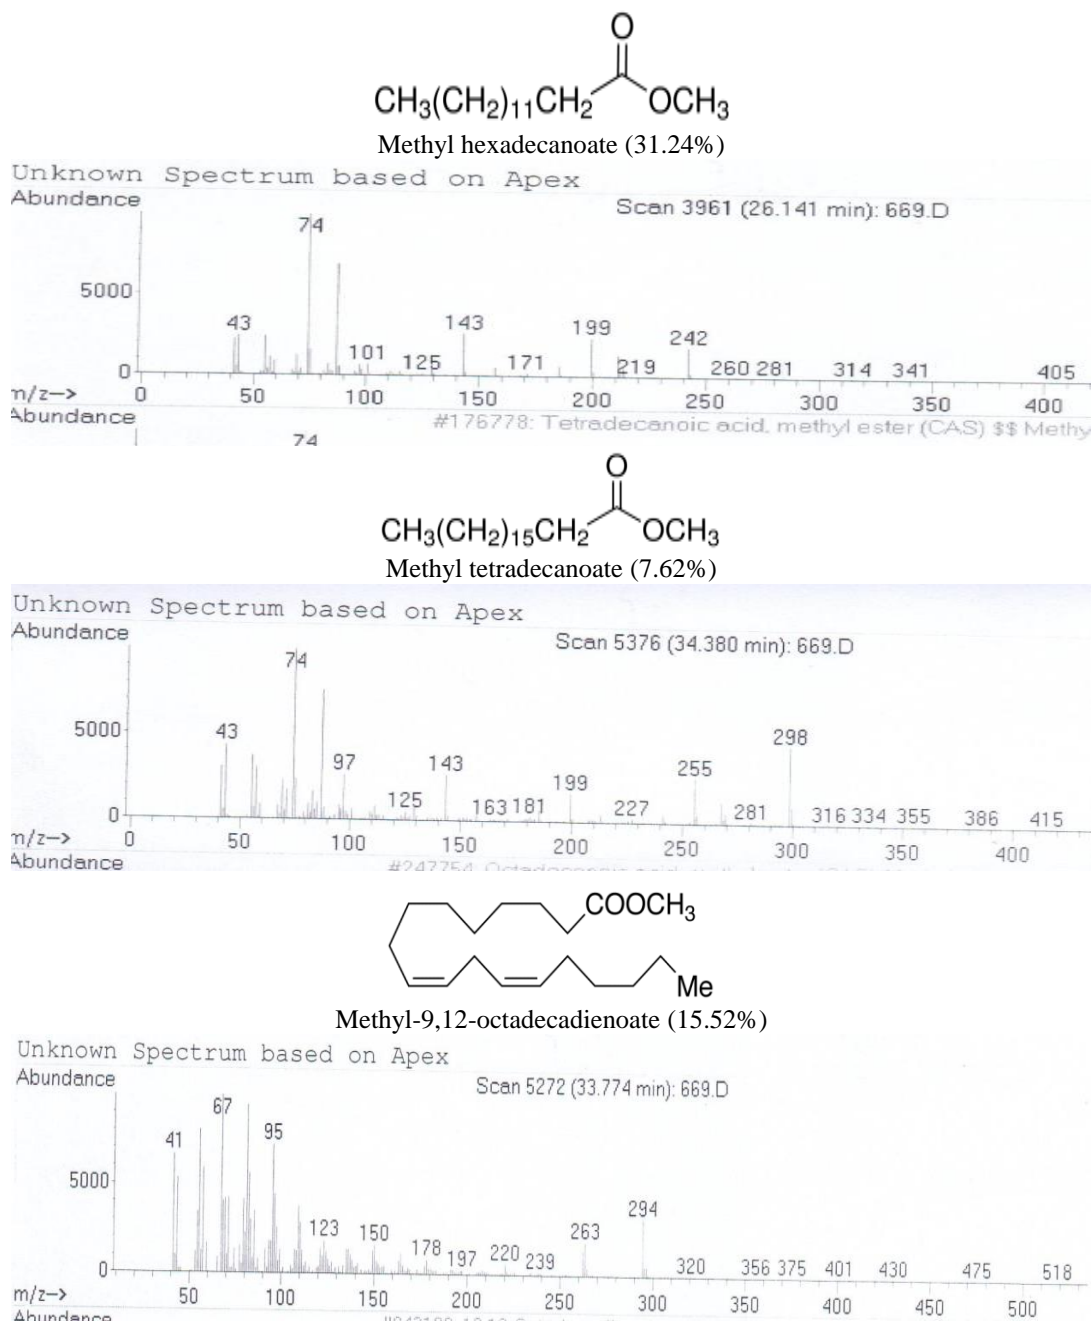 O
CH₃(CH₂)₁₁CH₂ OCH₃
Methyl hexadecanoate (31.24%)
Unknown Spectrum based on Apex
Abundance
Scan 3961 (26.141 min): 669.D
74
5000
43 101 125 143 171 199 219 242 260 281 314 341 405
0
m/z--> 0 50 100 150 200 250 300 350 400
Abundance #176778: Tetradecanoic acid, methyl ester (CAS) $$ Methy
74
O
CH₃(CH₂)₁₅CH₂ OCH₃
Methyl tetradecanoate (7.62%)
Unknown Spectrum based on Apex
Abundance
Scan 5376 (34.380 min): 669.D
74
5000
43 97 125 143 163 181 199 227 255 281 298 316 334 355 386 415
0
m/z--> 0 50 100 150 200 250 300 350 400
Abundance #247754:
COOCH₃
Me
Methyl-9,12-octadecadienoate (15.52%)
Unknown Spectrum based on Apex
Abundance
Scan 5272 (33.774 min): 669.D
67
41 95
5000
123 150 178 197 220 239 263 294 320 356 375 401 430 475 518
0
m/z--> 50 100 150 200 250 300 350 400 450 500
Abundance